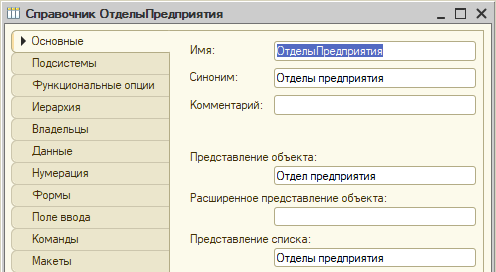 Справочник ОтделыПредприятия
Основные
Подсистемы
Функциональные опции
Иерархия
Владельцы
Данные
Нумерация
Формы
Поле ввода
Команды
Макеты
Имя: ОтделыПредприятия
Синоним: Отделы предприятия
Комментарий:
Представление объекта:
Отдел предприятия
Расширенное представление объекта:
Представление списка:
Отделы предприятия